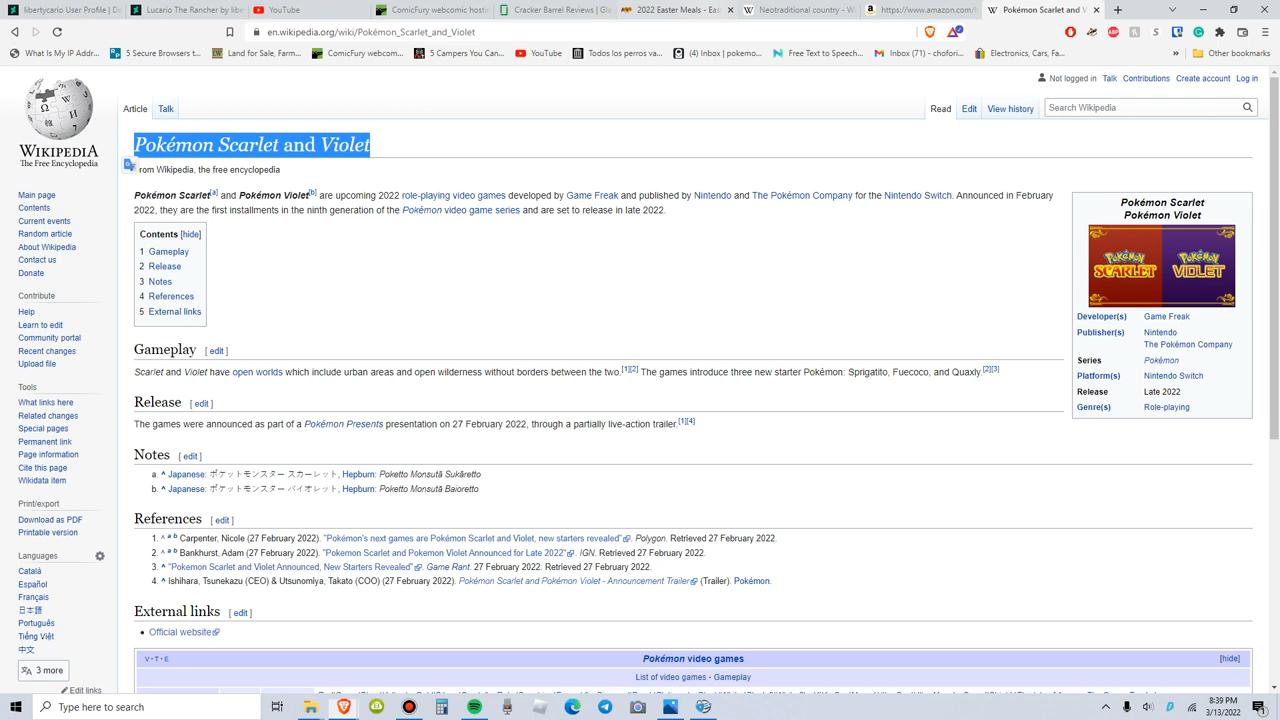 libertycario User Profile | De
Lucario The Rancher by libe
YouTube
ComicFury webcomic hostin
Cracker Barrel Reviews | Gla
2022 Easter Meals - Easte
Neotraditional country - Wi
https://www.amazon.com/h
Pokémon Scarlet and V
en.wikipedia.org/wiki/Pokémon_Scarlet_and_Violet
What Is My IP Addr...
5 Secure Browsers t...
Land for Sale, Farm...
ComicFury webcom...
5 Campers You Can...
YouTube
Todos los perros va...
(4) Inbox | pokemo...
Free Text to Speech...
Inbox (1) - chofori...
Electronics, Cars, Fa...
Other bookmarks
Not logged in Talk Contributions Create account Log in
Article Talk
Read Edit View history
Search Wikipedia
WIKIPEDIA
The Free Encyclopedia
Main page
Contents
Current events
Random article
About Wikipedia
Contact us
Donate
Contribute
Help
Learn to edit
Community portal
Recent changes
Upload file
Tools
What links here
Related changes
Special pages
Permanent link
Page information
Cite this page
Wikidata item
Print/export
Download as PDF
Printable version
Languages
Català
Español
Français
日本語
Português
Tiếng Việt
中文
3 more
Edit links
Pokémon Scarlet and Violet
rom Wikipedia, the free encyclopedia
Pokémon Scarlet[a] and Pokémon Violet[b] are upcoming 2022 role-playing video games developed by Game Freak and published by Nintendo and The Pokémon Company for the Nintendo Switch. Announced in February
2022, they are the first installments in the ninth generation of the Pokémon video game series and are set to release in late 2022.
Contents [hide]
1 Gameplay
2 Release
3 Notes
4 References
5 External links
Pokémon Scarlet
Pokémon Violet
Pokémon Pokémon
SCARLET VIOLET
Developer(s) Game Freak
Publisher(s) Nintendo
The Pokémon Company
Series Pokémon
Platform(s) Nintendo Switch
Release Late 2022
Genre(s) Role-playing
Gameplay [ edit ]
Scarlet and Violet have open worlds which include urban areas and open wilderness without borders between the two.[1][2] The games introduce three new starter Pokémon: Sprigatito, Fuecoco, and Quaxly.[2][3]
Release [ edit ]
The games were announced as part of a Pokémon Presents presentation on 27 February 2022, through a partially live-action trailer.[1][4]
Notes [ edit ]
a. ^ Japanese: ポケットモンスター スカーレット, Hepburn: Poketto Monsutā Sukāretto
b. ^ Japanese: ポケットモンスター バイオレット, Hepburn: Poketto Monsutā Baioretto
References [ edit ]
1. ^ a b Carpenter, Nicole (27 February 2022). "Pokémon's next games are Pokémon Scarlet and Violet, new starters revealed". Polygon. Retrieved 27 February 2022.
2. ^ a b Bankhurst, Adam (27 February 2022). "Pokemon Scarlet and Pokemon Violet Announced for Late 2022". IGN. Retrieved 27 February 2022.
3. ^ "Pokemon Scarlet and Violet Announced, New Starters Revealed". Game Rant. 27 February 2022. Retrieved 27 February 2022.
4. ^ Ishihara, Tsunekazu (CEO) & Utsunomiya, Takato (COO) (27 February 2022). Pokémon Scarlet and Pokémon Violet - Announcement Trailer (Trailer). Pokémon.
External links [ edit ]
• Official website
V·T·E Pokémon video games [hide]
List of video games · Gameplay
Type here to search
8:39 PM
3/13/2022